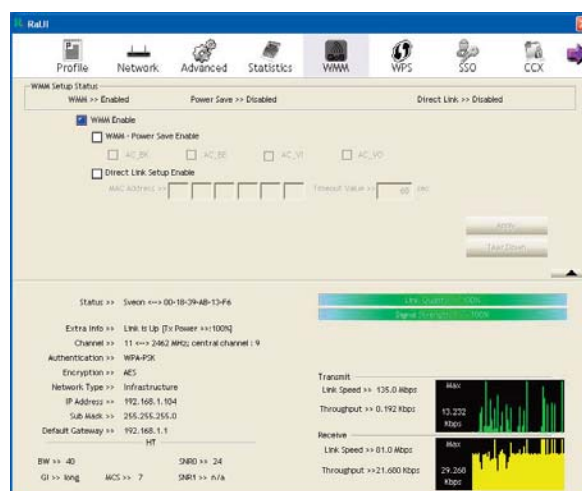 RaUI
Profile Network Advanced Statistics WMM WPS SSO CCX
WMM Setup Status
WMM >> Enabled Power Save >> Disabled Direct Link >> Disabled
WMM Enable
WMM - Power Save Enable
AC_BK AC_BE AC_VI AC_VO
Direct Link Setup Enable
MAC Address >> Timeout Value >> 60 sec
Apply
Tear Down
Status >> Sveon <--> 00-18-39-AB-13-F6
Extra Info >> Link is Up [Tx Power >>:100%]
Channel >> 11 <--> 2462 MHz; central channel : 9
Authentication >> WPA-PSK
Encryption >> AES
Network Type >> Infrastructure
IP Address >> 192.168.1.104
Sub Mask >> 255.255.255.0
Default Gateway >> 192.168.1.1
HT
BW >> 40 SNR0 >> 24
GI >> long MCS >> 7 SNR1 >> n/a
Link Quality >> 100%
Signal Strength 1 >> 100%
Transmit
Link Speed >> 135.0 Mbps
Throughput >> 0.192 Kbps
Max
13.232
Kbps
Receive
Link Speed >> 81.0 Mbps
Throughput >>21.680 Kbps
Max
29.268
Kbps